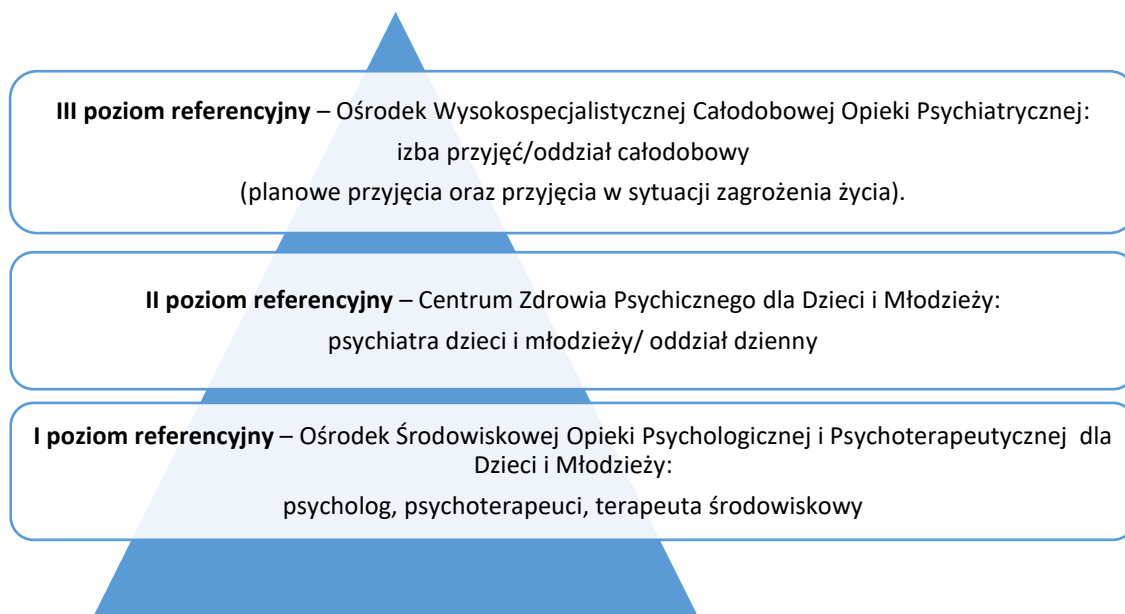 III poziom referencyjny – Ośrodek Wysokospecjalistycznej Całodobowej Opieki Psychiatrycznej:
izba przyjęć/oddział całodobowy
(planowe przyjęcia oraz przyjęcia w sytuacji zagrożenia życia).
II poziom referencyjny – Centrum Zdrowia Psychicznego dla Dzieci i Młodzieży:
psychiatra dzieci i młodzieży/ oddział dzienny
I poziom referencyjny – Ośrodek Środowiskowej Opieki Psychologicznej i Psychoterapeutycznej  dla
Dzieci i Młodzieży:
psycholog, psychoterapeuci, terapeuta środowiskowy